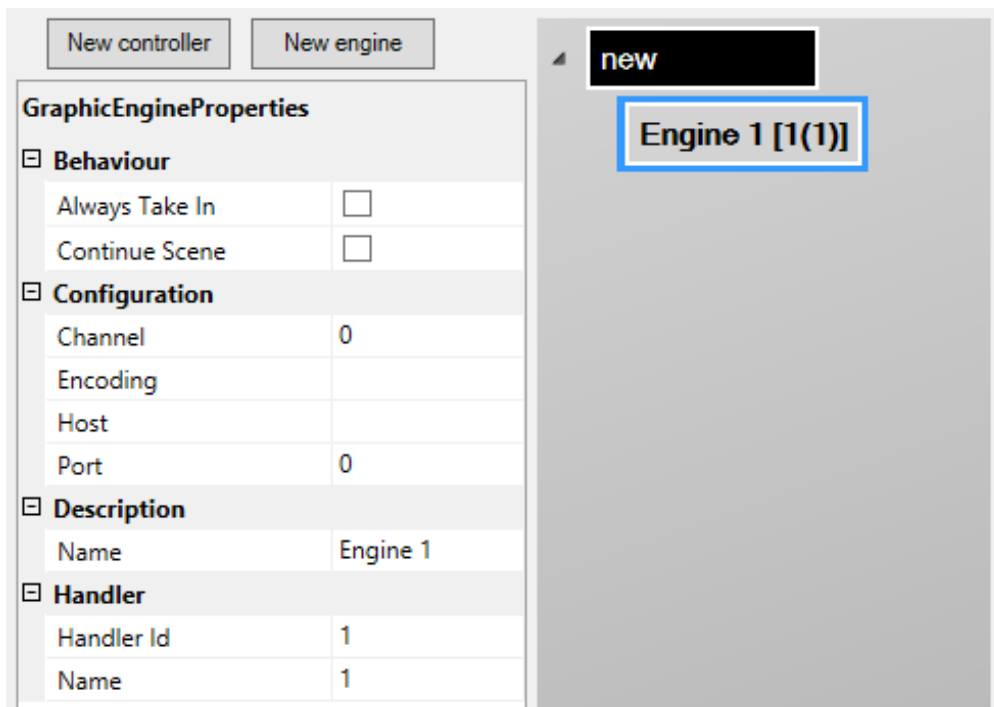 New controller New engine
GraphicEngineProperties
Behaviour
Always Take In
Continue Scene
Configuration
Channel 0
Encoding
Host
Port 0
Description
Name Engine 1
Handler
Handler Id 1
Name 1
new
Engine 1 [1(1)]